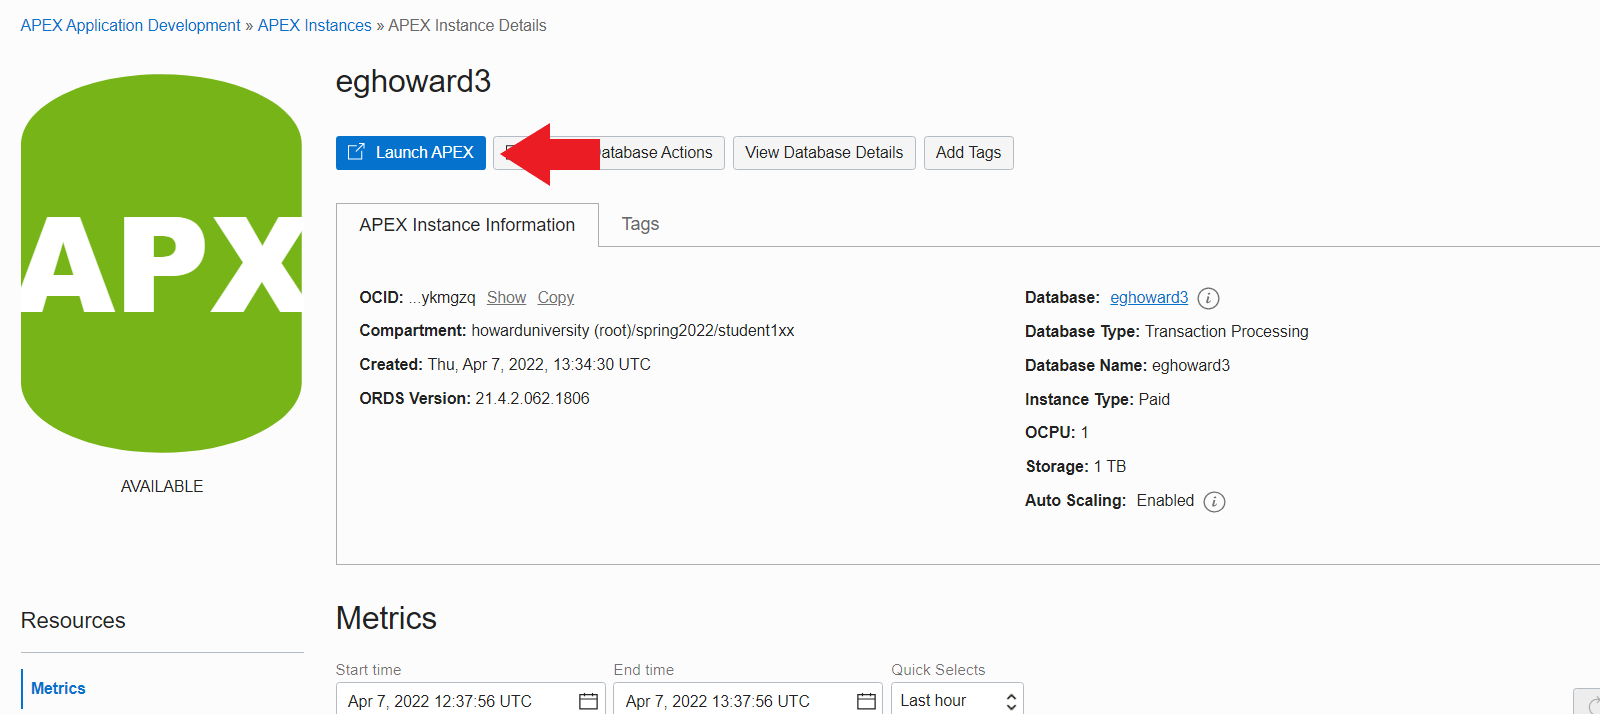 APEX Application Development » APEX Instances » APEX Instance Details
APX
AVAILABLE
eghoward3
Launch APEX
atabase Actions
View Database Details
Add Tags
APEX Instance Information
Tags
OCID: ...ykmgzq Show Copy
Compartment: howarduniversity (root)/spring2022/student1xx
Created: Thu, Apr 7, 2022, 13:34:30 UTC
ORDS Version: 21.4.2.062.1806
Database: eghoward3
Database Type: Transaction Processing
Database Name: eghoward3
Instance Type: Paid
OCPU: 1
Storage: 1 TB
Auto Scaling: Enabled
Resources
Metrics
Metrics
Start time
Apr 7, 2022 12:37:56 UTC
End time
Apr 7, 2022 13:37:56 UTC
Quick Selects
Last hour